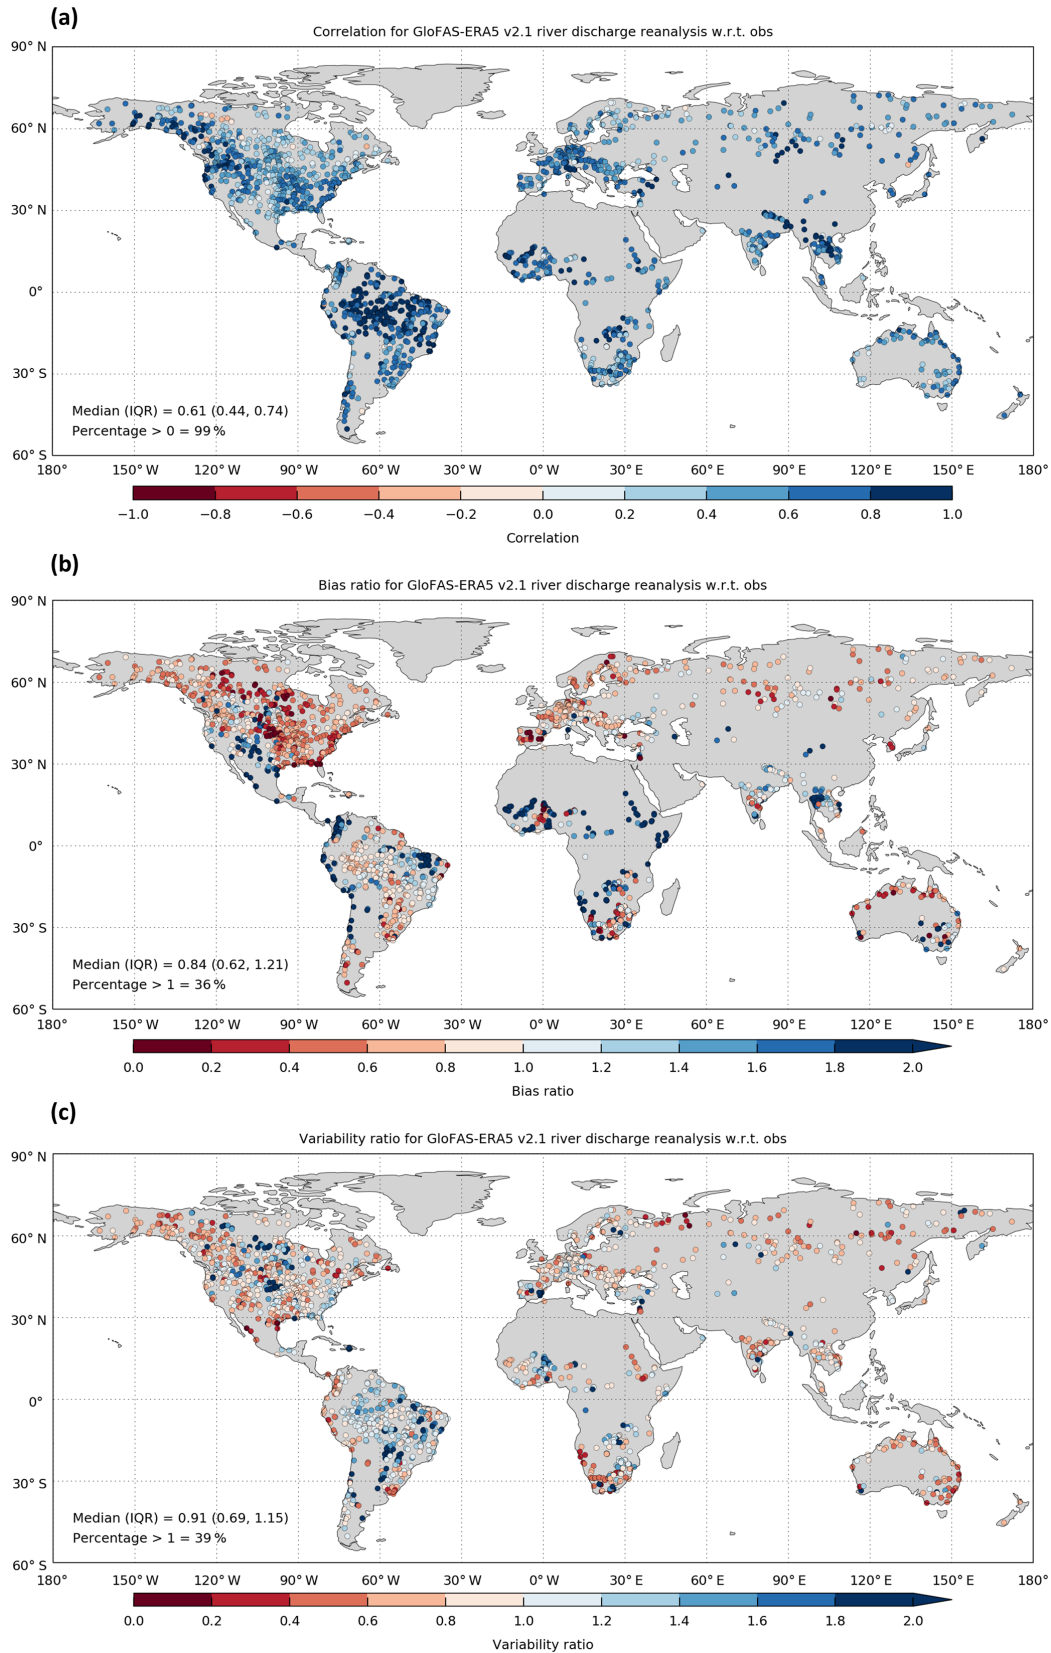 (a)
Correlation for GloFAS-ERA5 v2.1 river discharge reanalysis w.r.t. obs
90° N
60° N
30° N
0°
30° S
60° S
Median (IQR) = 0.61 (0.44, 0.74)
Percentage > 0 = 99 %
180° 150° W 120° W 90° W 60° W 30° W 0° W 30° E 60° E 90° E 120° E 150° E 180°
−1.0 −0.8 −0.6 −0.4 −0.2 0.0 0.2 0.4 0.6 0.8 1.0
Correlation
(b)
Bias ratio for GloFAS-ERA5 v2.1 river discharge reanalysis w.r.t. obs
90° N
60° N
30° N
0°
30° S
60° S
Median (IQR) = 0.84 (0.62, 1.21)
Percentage > 1 = 36 %
180° 150° W 120° W 90° W 60° W 30° W 0° W 30° E 60° E 90° E 120° E 150° E 180°
0.0 0.2 0.4 0.6 0.8 1.0 1.2 1.4 1.6 1.8 2.0
Bias ratio
(c)
Variability ratio for GloFAS-ERA5 v2.1 river discharge reanalysis w.r.t. obs
90° N
60° N
30° N
0°
30° S
60° S
Median (IQR) = 0.91 (0.69, 1.15)
Percentage > 1 = 39 %
180° 150° W 120° W 90° W 60° W 30° W 0° W 30° E 60° E 90° E 120° E 150° E 180°
0.0 0.2 0.4 0.6 0.8 1.0 1.2 1.4 1.6 1.8 2.0
Variability ratio